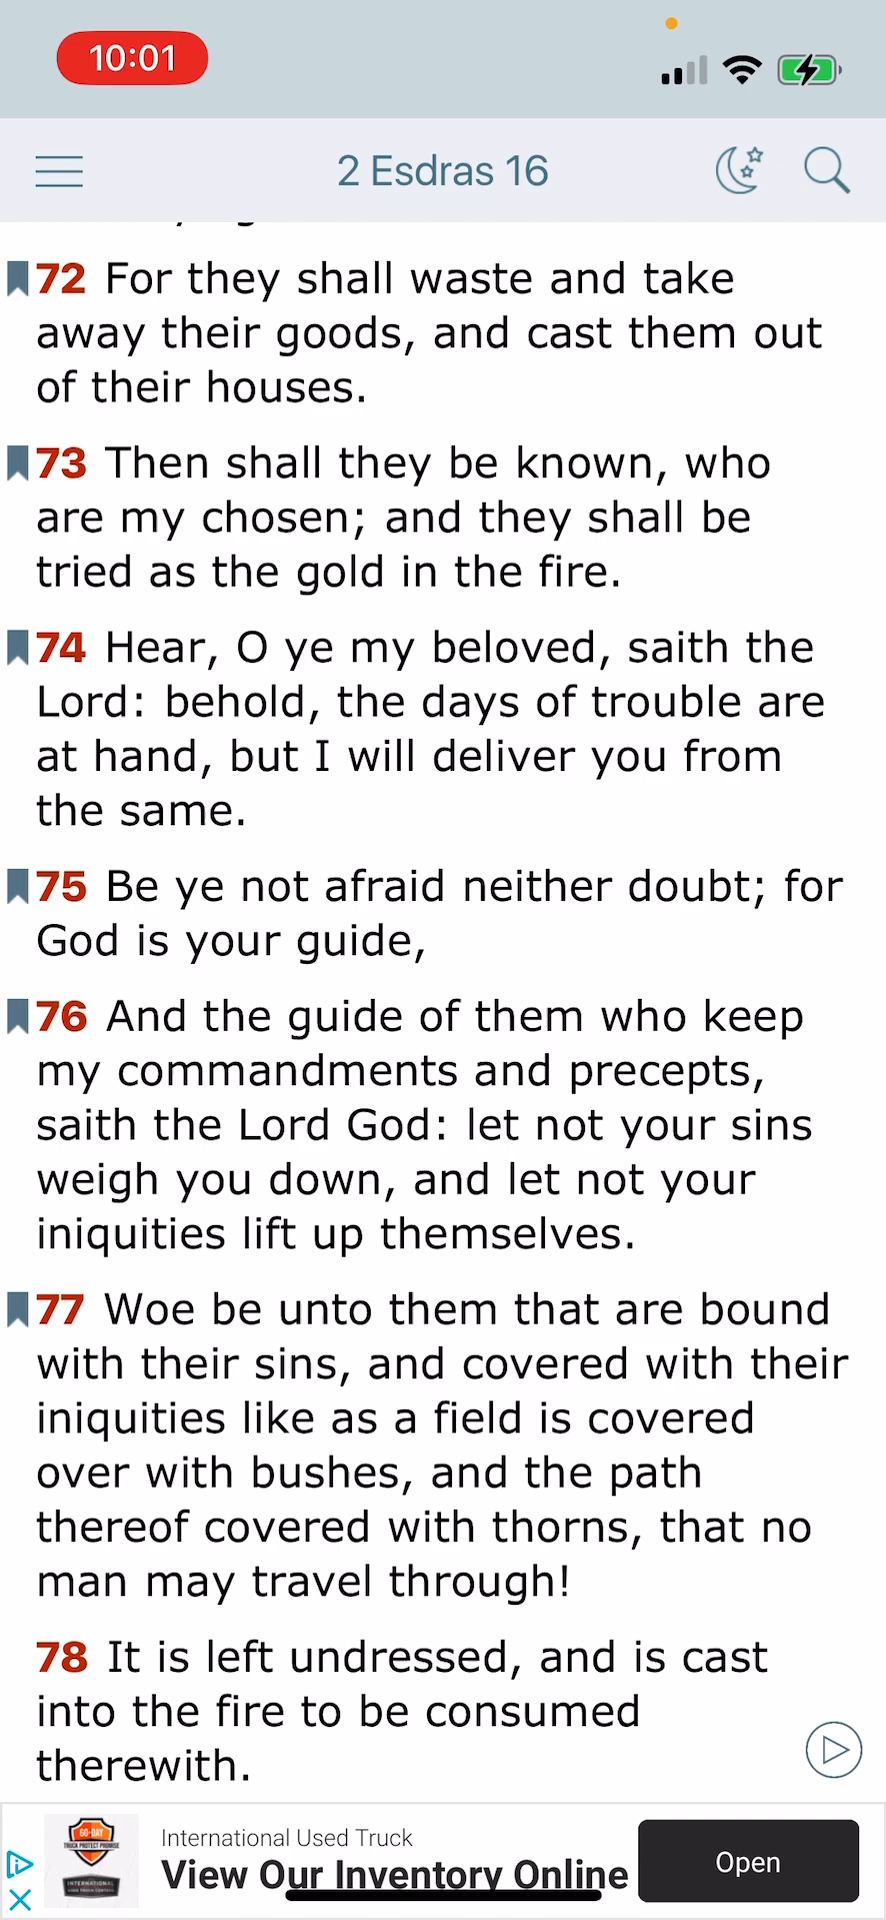 10:01
2 Esdras 16
72 For they shall waste and take
away their goods, and cast them out
of their houses.
73 Then shall they be known, who
are my chosen; and they shall be
tried as the gold in the fire.
74 Hear, O ye my beloved, saith the
Lord: behold, the days of trouble are
at hand, but I will deliver you from
the same.
75 Be ye not afraid neither doubt; for
God is your guide,
76 And the guide of them who keep
my commandments and precepts,
saith the Lord God: let not your sins
weigh you down, and let not your
iniquities lift up themselves.
77 Woe be unto them that are bound
with their sins, and covered with their
iniquities like as a field is covered
over with bushes, and the path
thereof covered with thorns, that no
man may travel through!
78 It is left undressed, and is cast
into the fire to be consumed
therewith.
60-DAY
TRUCK PROTECT PROMISE
INTERNATIONAL
International Used Truck
View Our Inventory Online
Open